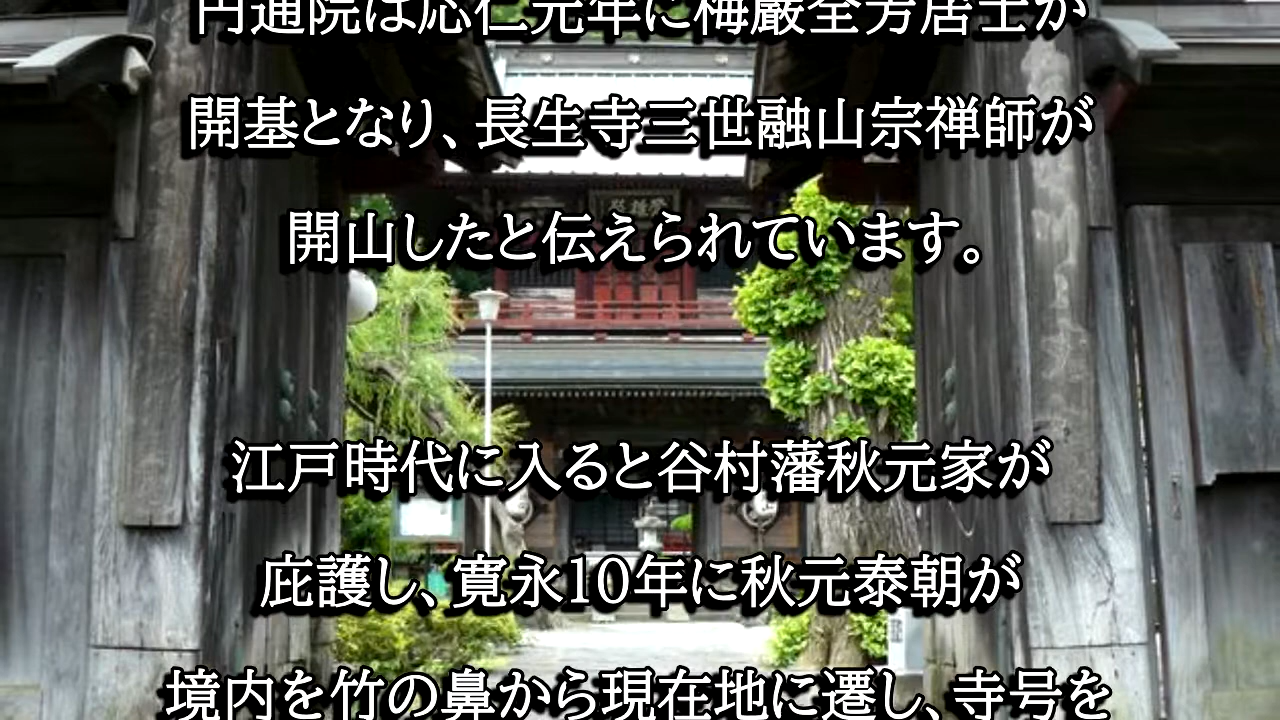 円通院は応仁元年に梅巌全芳居士が
開基となり、長生寺三世融山宗禅師が
開山したと伝えられています。
江戸時代に入ると谷村藩秋元家が
庇護し、寛永10年に秋元泰朝が
境内を竹の鼻から現在地に遷し、寺号を